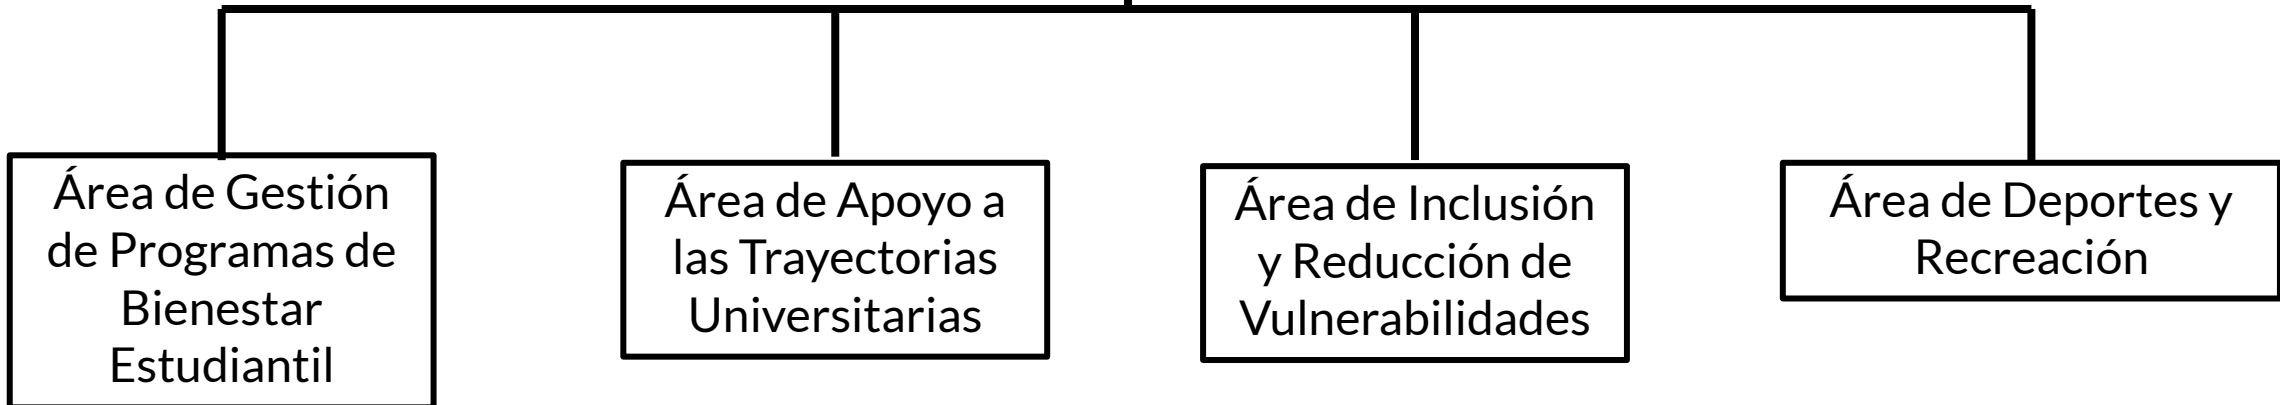 Área de Gestión
de Programas de
Bienestar
Estudiantil
Área de Apoyo a
las Trayectorias
Universitarias
Área de Inclusión
y Reducción de
Vulnerabilidades
Área de Deportes y
Recreación